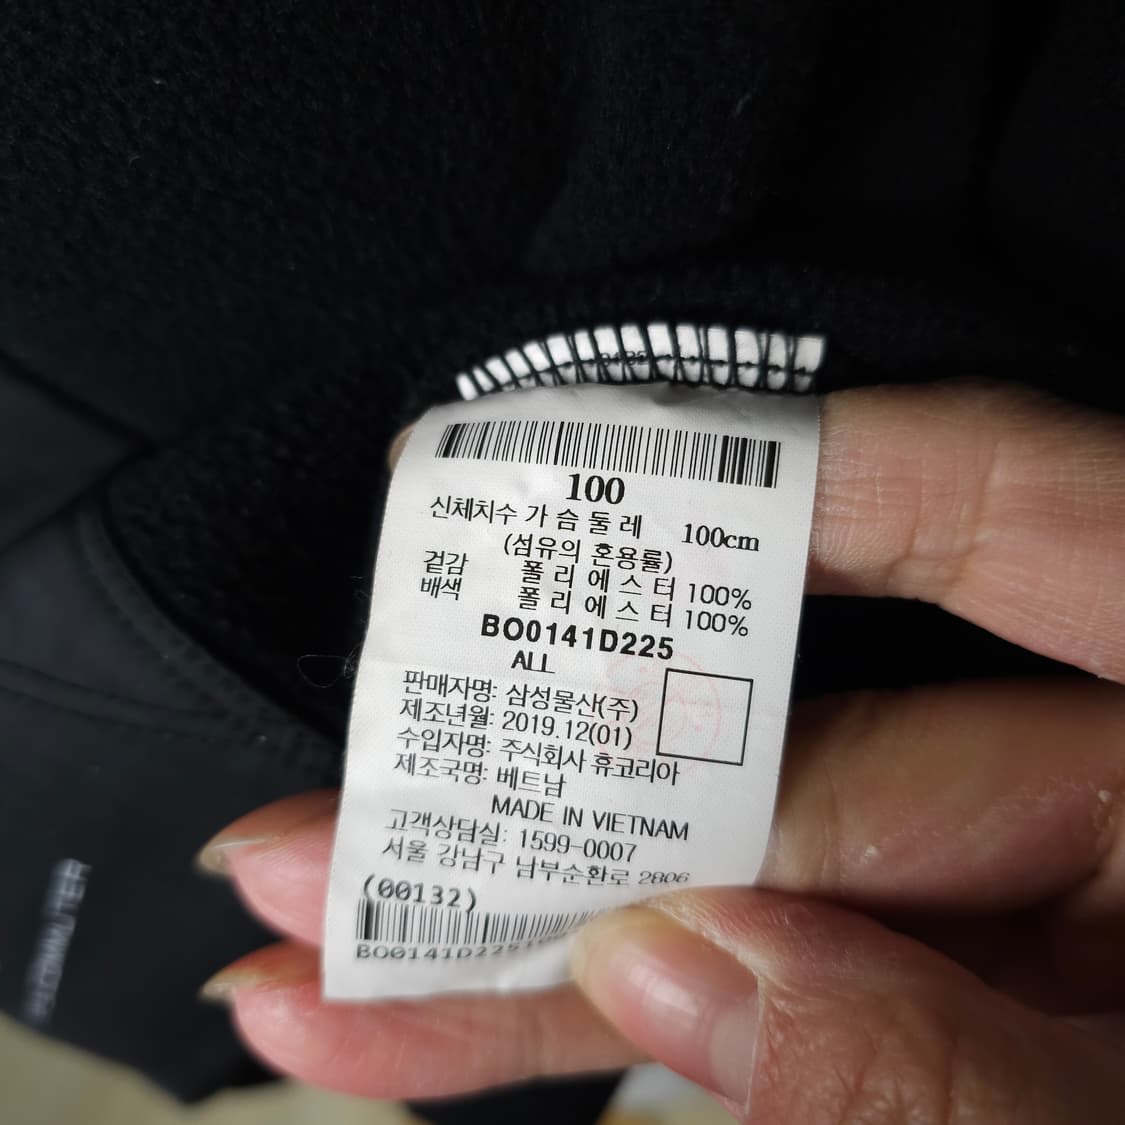 100
신체치수 가슴둘레 100cm
(섬유의 혼용률)
겉감 폴리에스터 100%
배색 폴리에스터 100%
BO0141D225
ALL
판매자명: 삼성물산(주)
제조년월: 2019.12(01)
수입자명: 주식회사 휴코리아
제조국명: 베트남
MADE IN VIETNAM
고객상담실: 1599-0007
서울 강남구 남부순환로 2806
(00132)